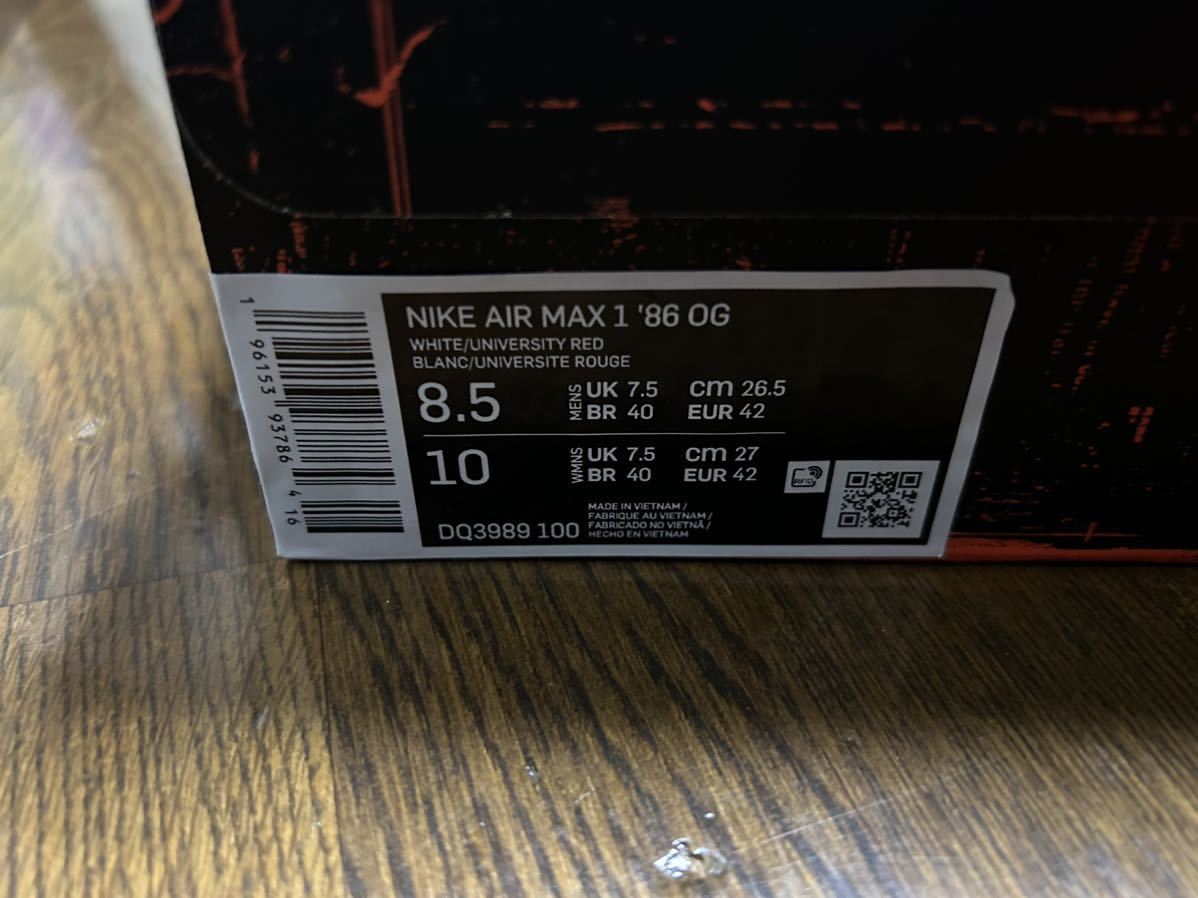 NIKE AIR MAX 1 '86 OG
WHITE/UNIVERSITY RED
BLANC/UNIVERSITE ROUGE
8.5 MENS UK 7.5 cm 26.5
BR 40 EUR 42
10 WMNS UK 7.5 cm 27
BR 40 EUR 42
RFID
DQ3989 100
MADE IN VIETNAM /
FABRIQUE AU VIETNAM /
FABRICADO NO VIETNÃ /
HECHO EN VIETNAM
1 96153 93786 4 16